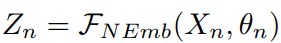 $Z_n = \mathcal{F}_{NEmb}(X_n, \theta_n)$